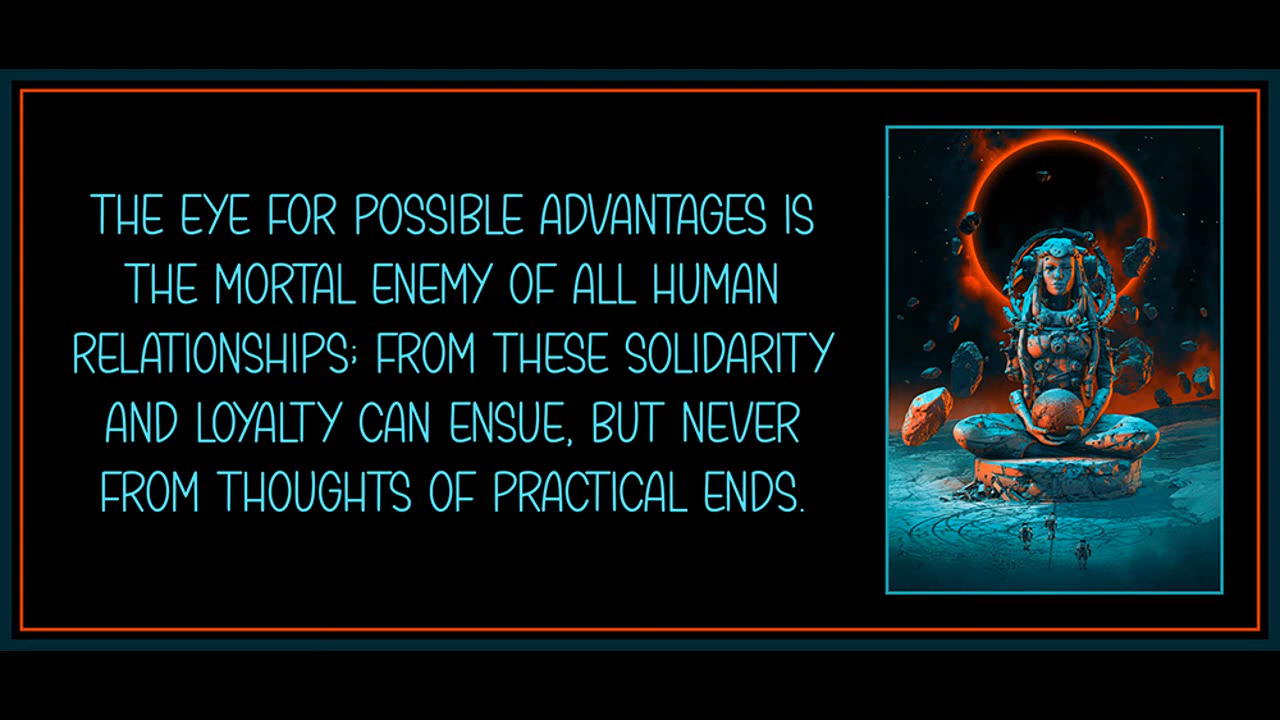 THE EYE FOR POSSIBLE ADVANTAGES IS
THE MORTAL ENEMY OF ALL HUMAN
RELATIONSHIPS; FROM THESE SOLIDARITY
AND LOYALTY CAN ENSUE, BUT NEVER
FROM THOUGHTS OF PRACTICAL ENDS.